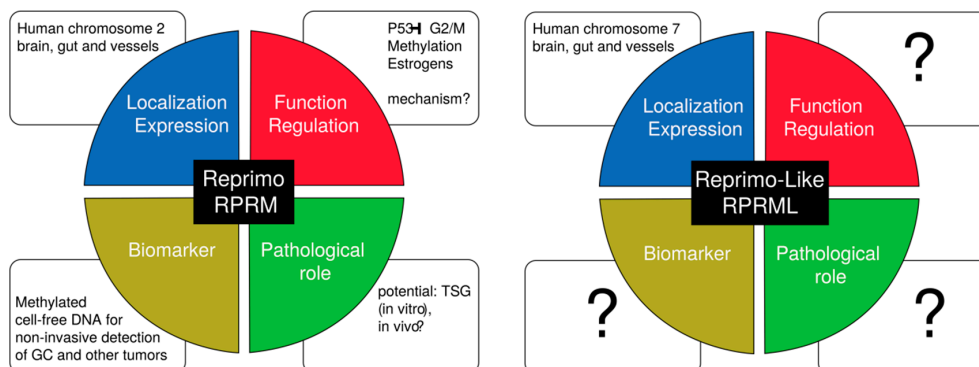 Human chromosome 2
brain, gut and vessels
P53 G2/M
Methylation
Estrogens
mechanism?
Localization
Expression
Function
Regulation
Reprimo
RPRM
Biomarker
Pathological
role
Methylated
cell-free DNA for
non-invasive detection
of GC and other tumors
potential: TSG
(in vitro),
in vivo?
Human chromosome 7
brain, gut and vessels
?
Localization
Expression
Function
Regulation
Reprimo-Like
RPRML
Biomarker
Pathological
role
?
?